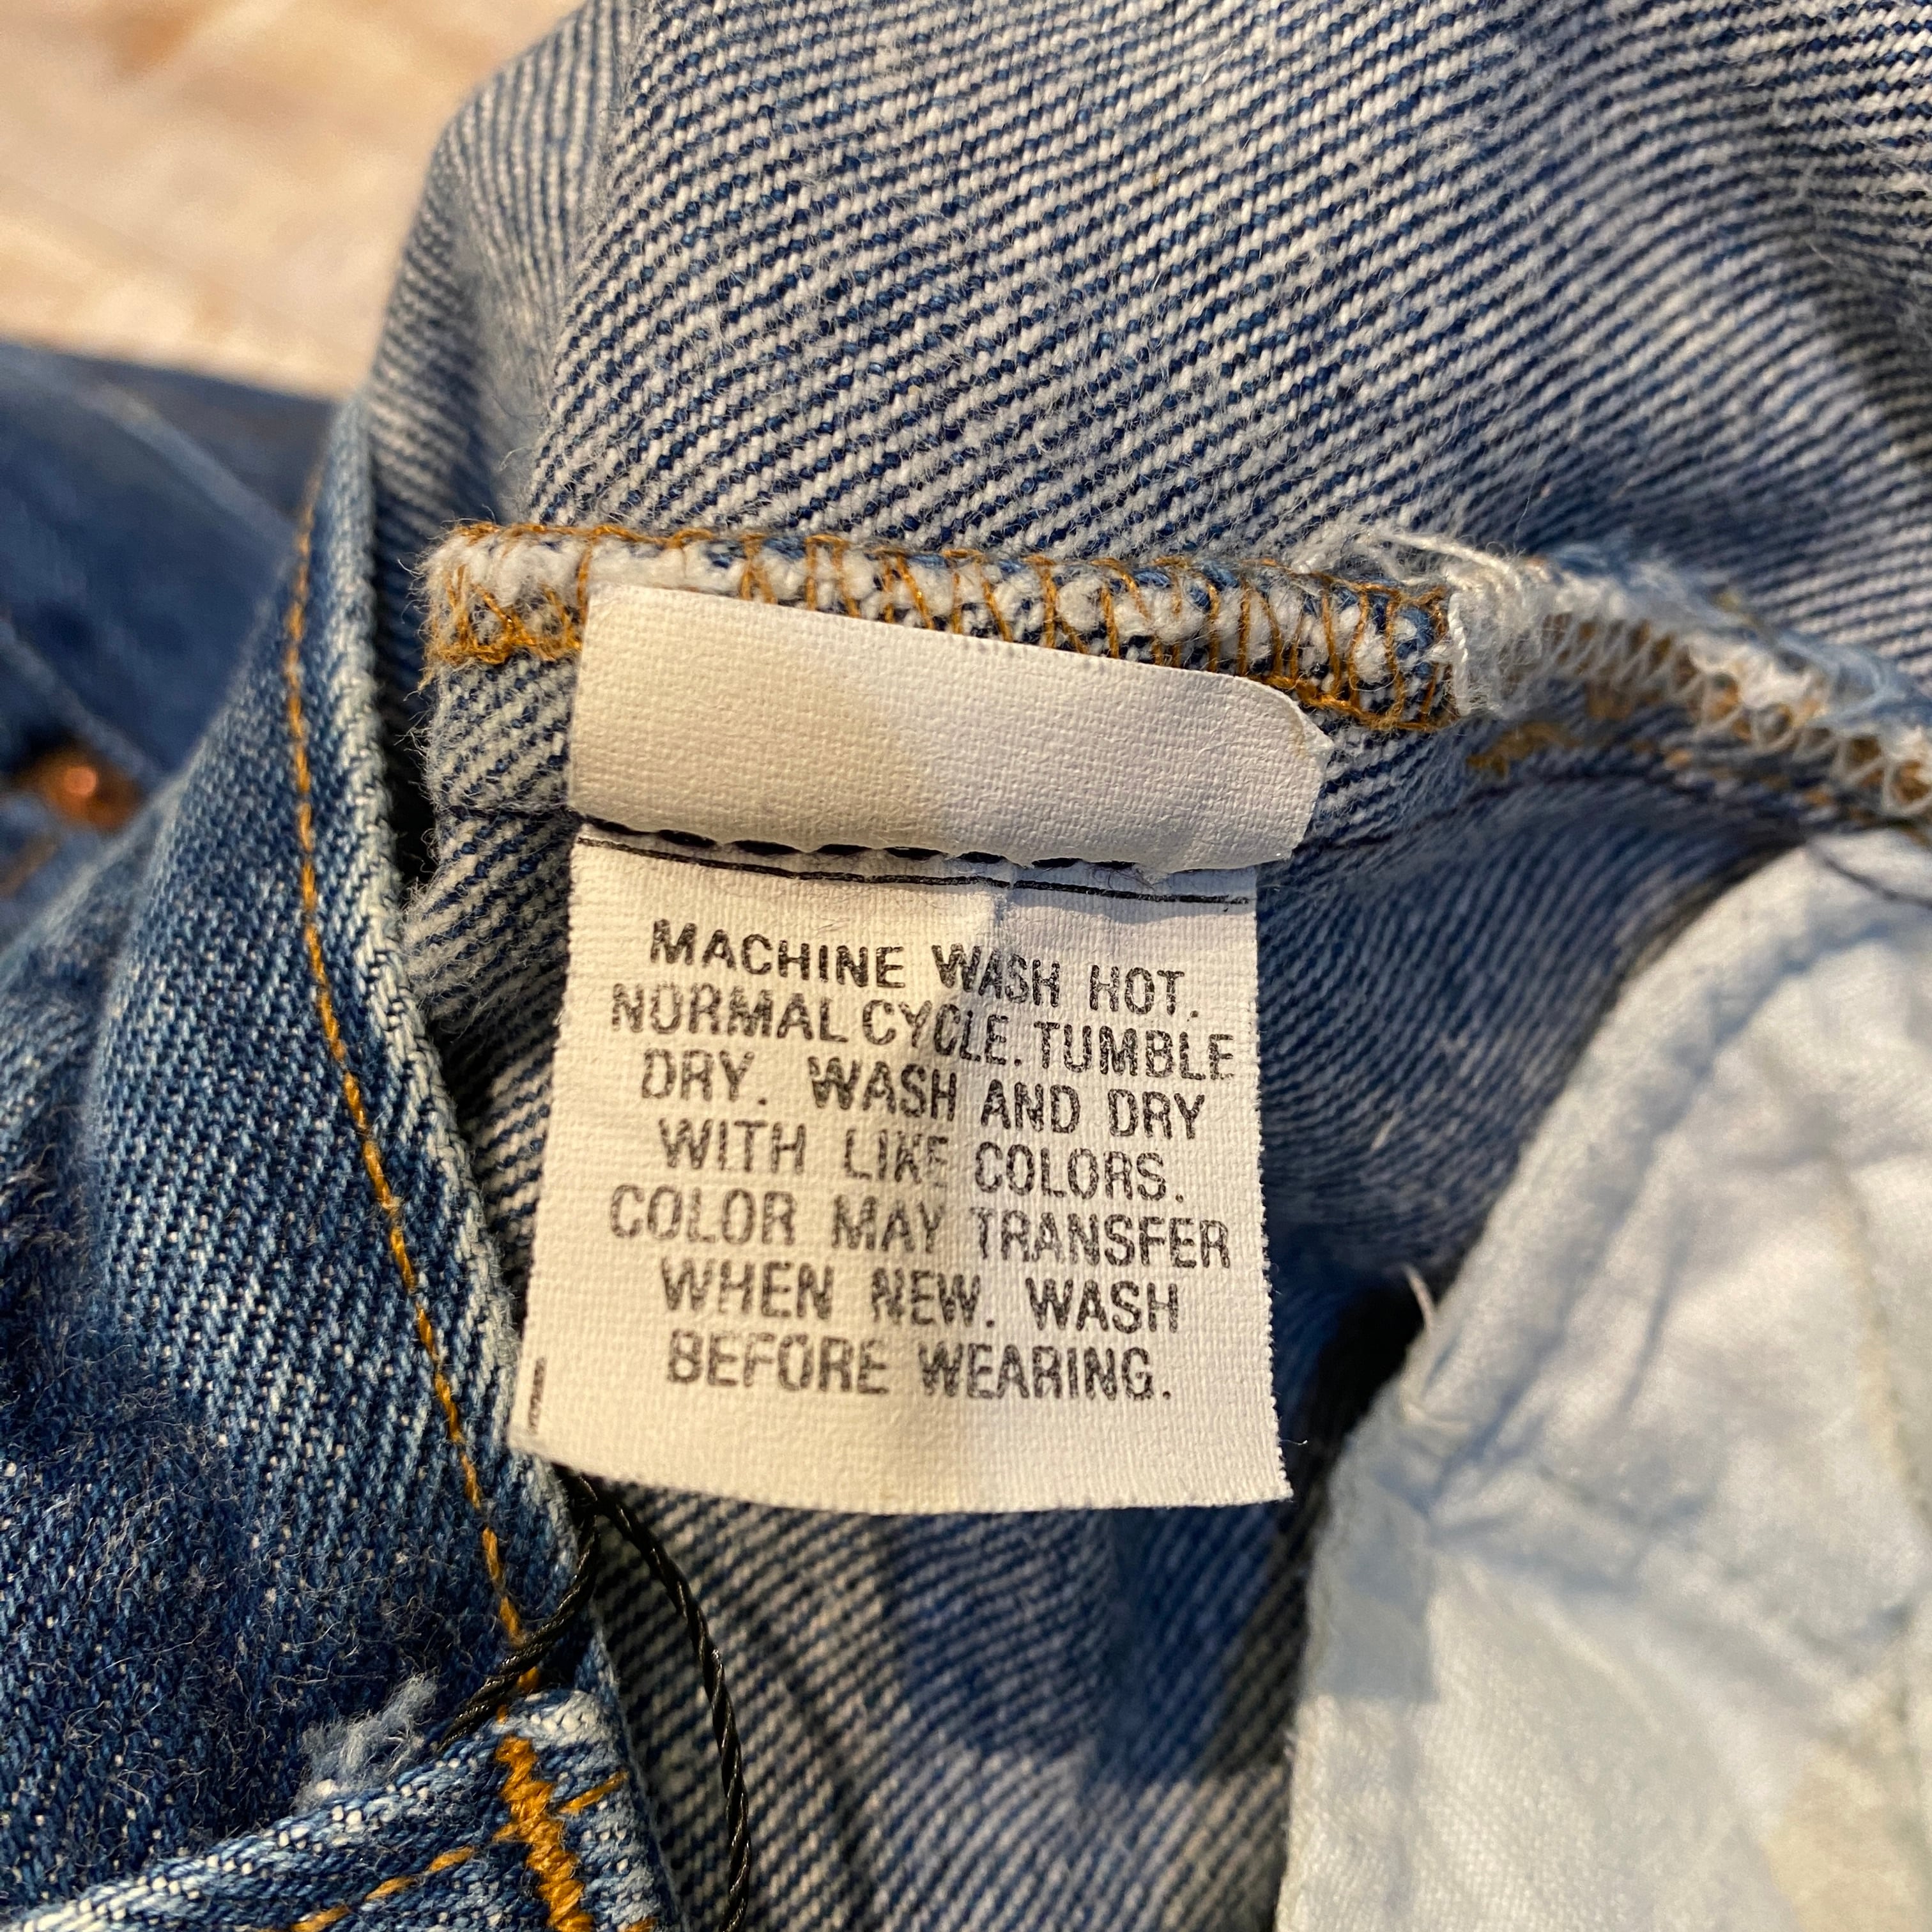 MACHINE WASH HOT.
NORMAL CYCLE. TUMBLE
DRY. WASH AND DRY
WITH LIKE COLORS.
COLOR MAY TRANSFER
WHEN NEW. WASH
BEFORE WEARING.